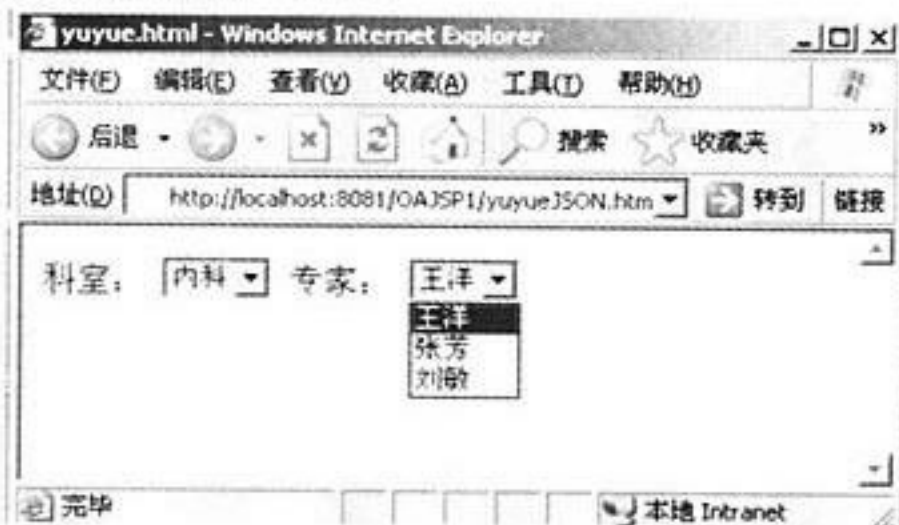 yuyue.html - Windows Internet Explorer
文件(F) 编辑(E) 查看(V) 收藏(A) 工具(T) 帮助(H)
后退 搜索 收藏夹 »
地址(D) http://localhost:8081/OAJSP1/yuyueJSON.htm 转到 链接
科室： 内科 专家： 王洋
王洋
张芳
刘敏
完毕 本地 Intranet